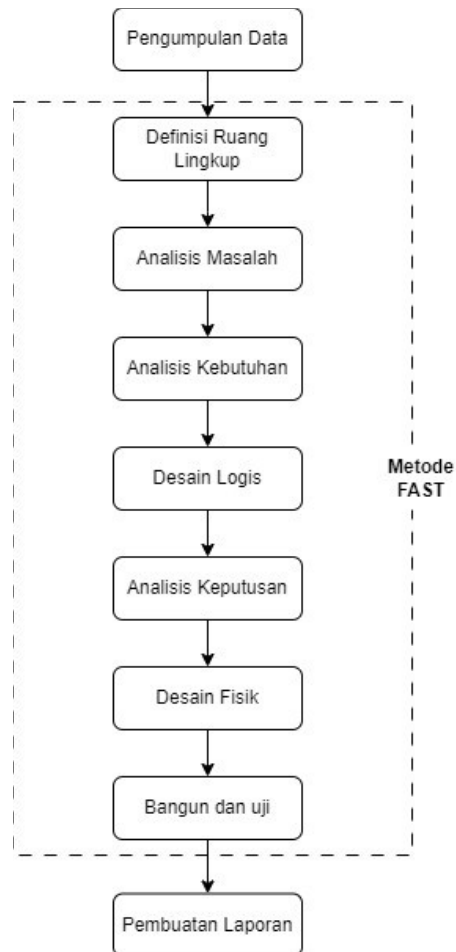 Pengumpulan Data
Definisi Ruang
Lingkup
Analisis Masalah
Analisis Kebutuhan
Metode
FAST
Desain Logis
Analisis Keputusan
Desain Fisik
Bangun dan uji
Pembuatan Laporan